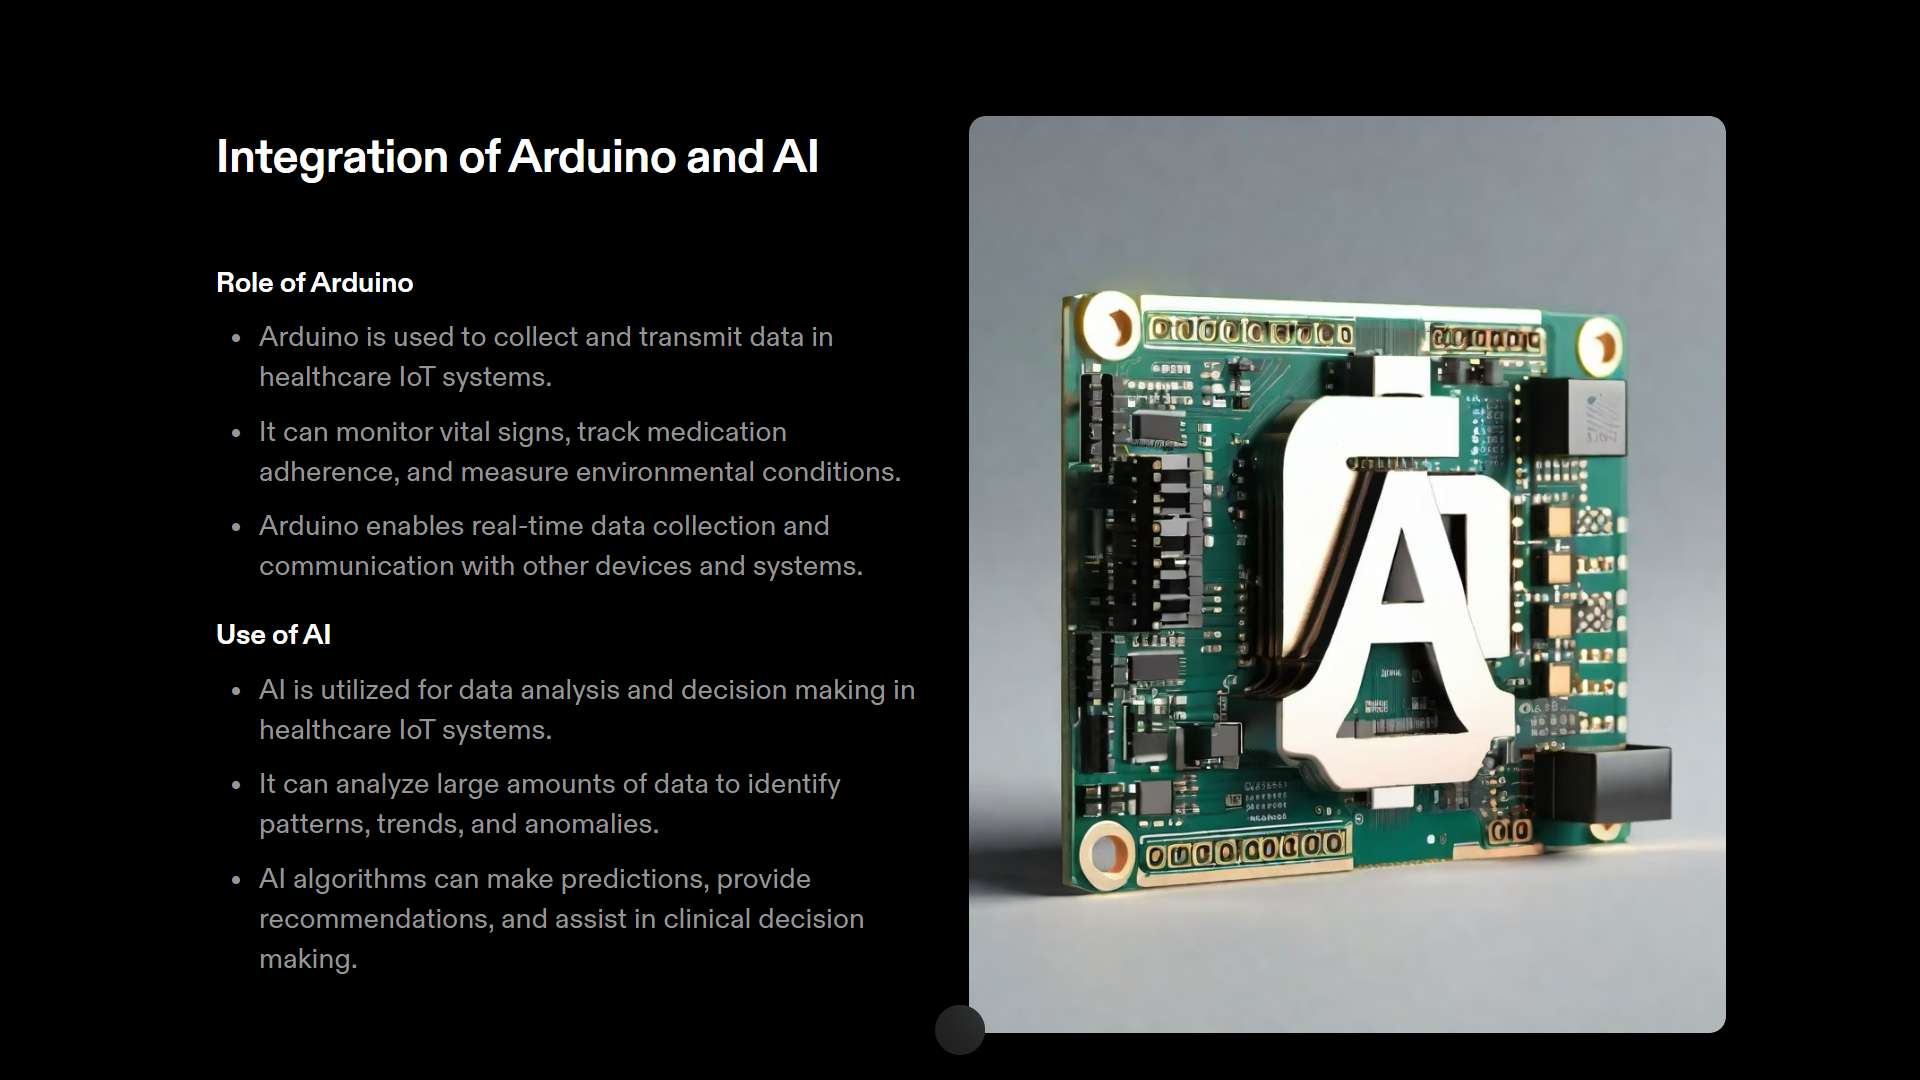 Integration of Arduino and AI
Role of Arduino
• Arduino is used to collect and transmit data in
healthcare IoT systems.
• It can monitor vital signs, track medication
adherence, and measure environmental conditions.
• Arduino enables real-time data collection and
communication with other devices and systems.
Use of AI
• AI is utilized for data analysis and decision making in
healthcare IoT systems.
• It can analyze large amounts of data to identify
patterns, trends, and anomalies.
• AI algorithms can make predictions, provide
recommendations, and assist in clinical decision
making.
A